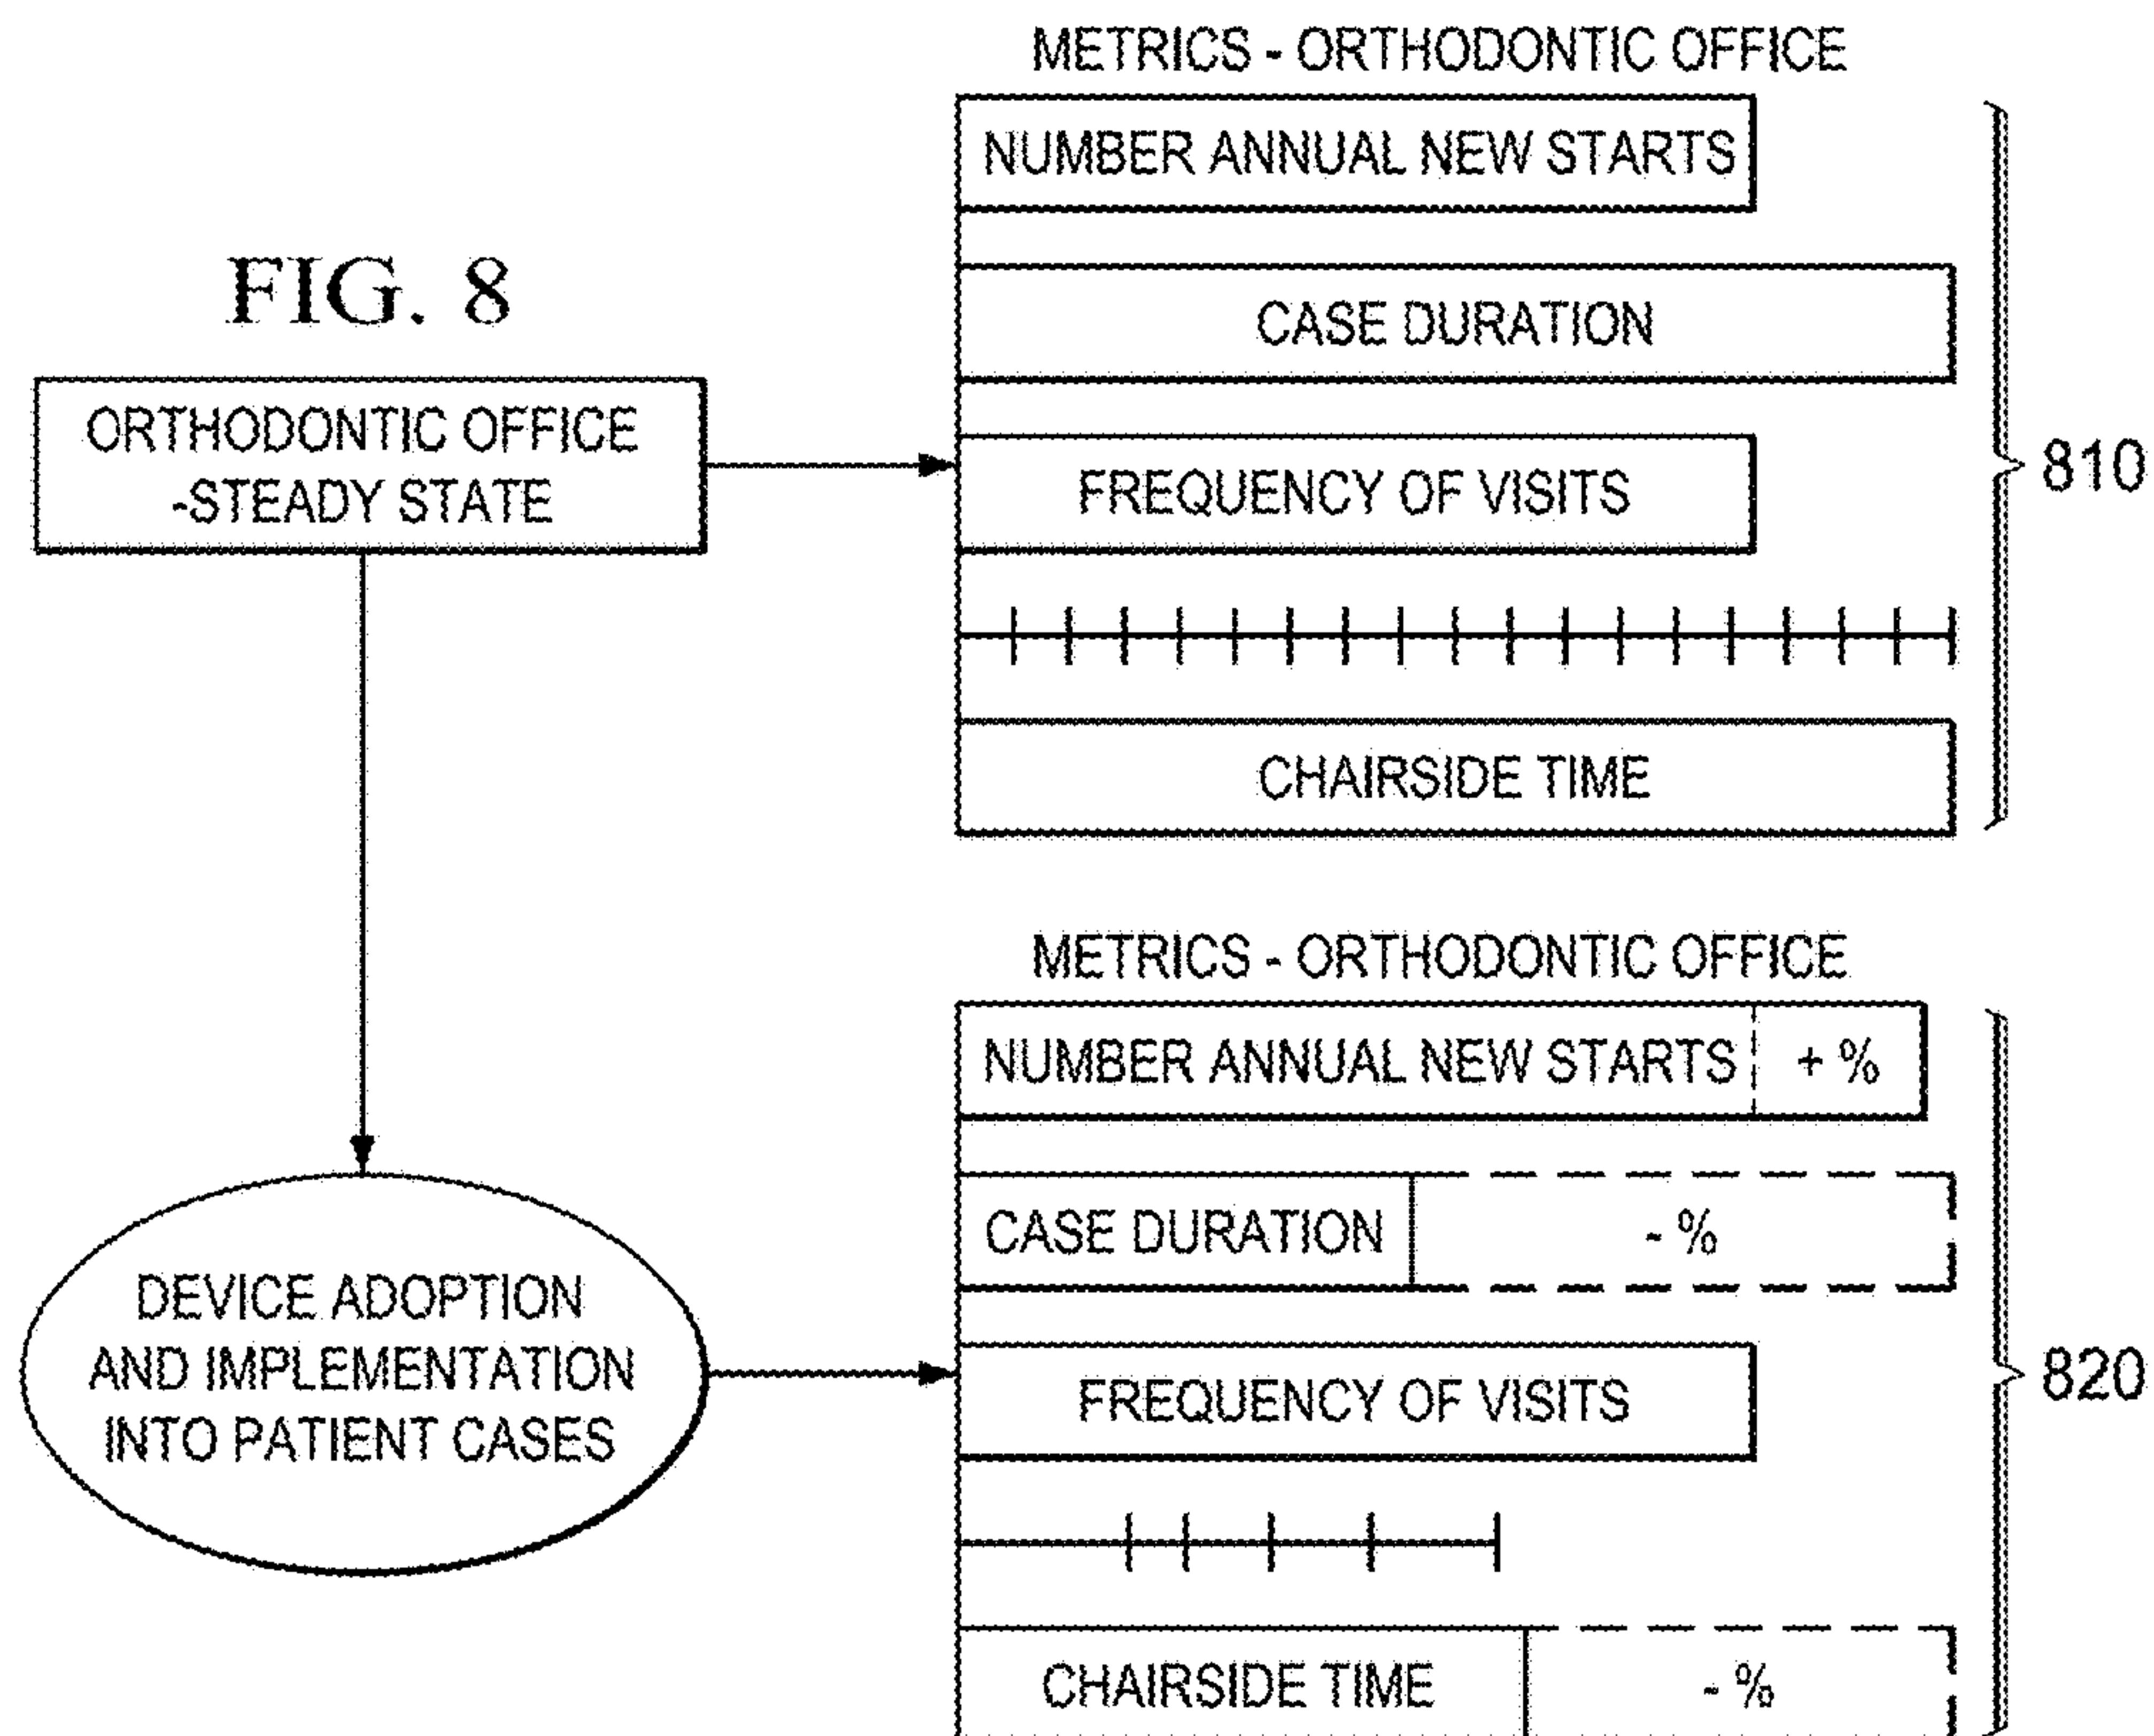 METRICS - ORTHODONTIC OFFICE
NUMBER ANNUAL NEW STARTS
FIG. 8
CASE DURATION
ORTHODONTIC OFFICE
-STEADY STATE
FREQUENCY OF VISITS
810
CHAIRSIDE TIME
METRICS - ORTHODONTIC OFFICE
NUMBER ANNUAL NEW STARTS + %
CASE DURATION - %
DEVICE ADOPTION
AND IMPLEMENTATION
INTO PATIENT CASES
FREQUENCY OF VISITS
820
CHAIRSIDE TIME - %